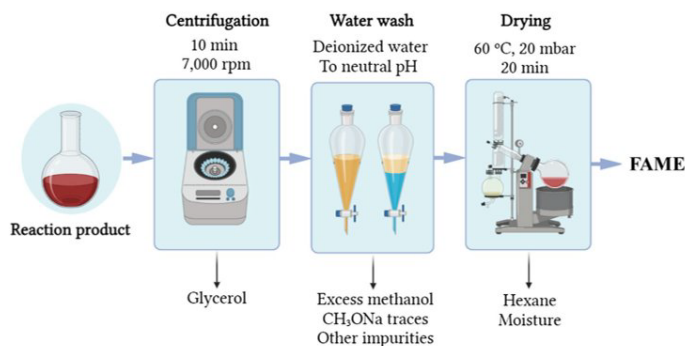 Centrifugation
10 min
7,000 rpm
Water wash
Deionized water
To neutral pH
Drying
60 °C, 20 mbar
20 min
Reaction product
FAME
Glycerol
Excess methanol
CH₃ONa traces
Other impurities
Hexane
Moisture